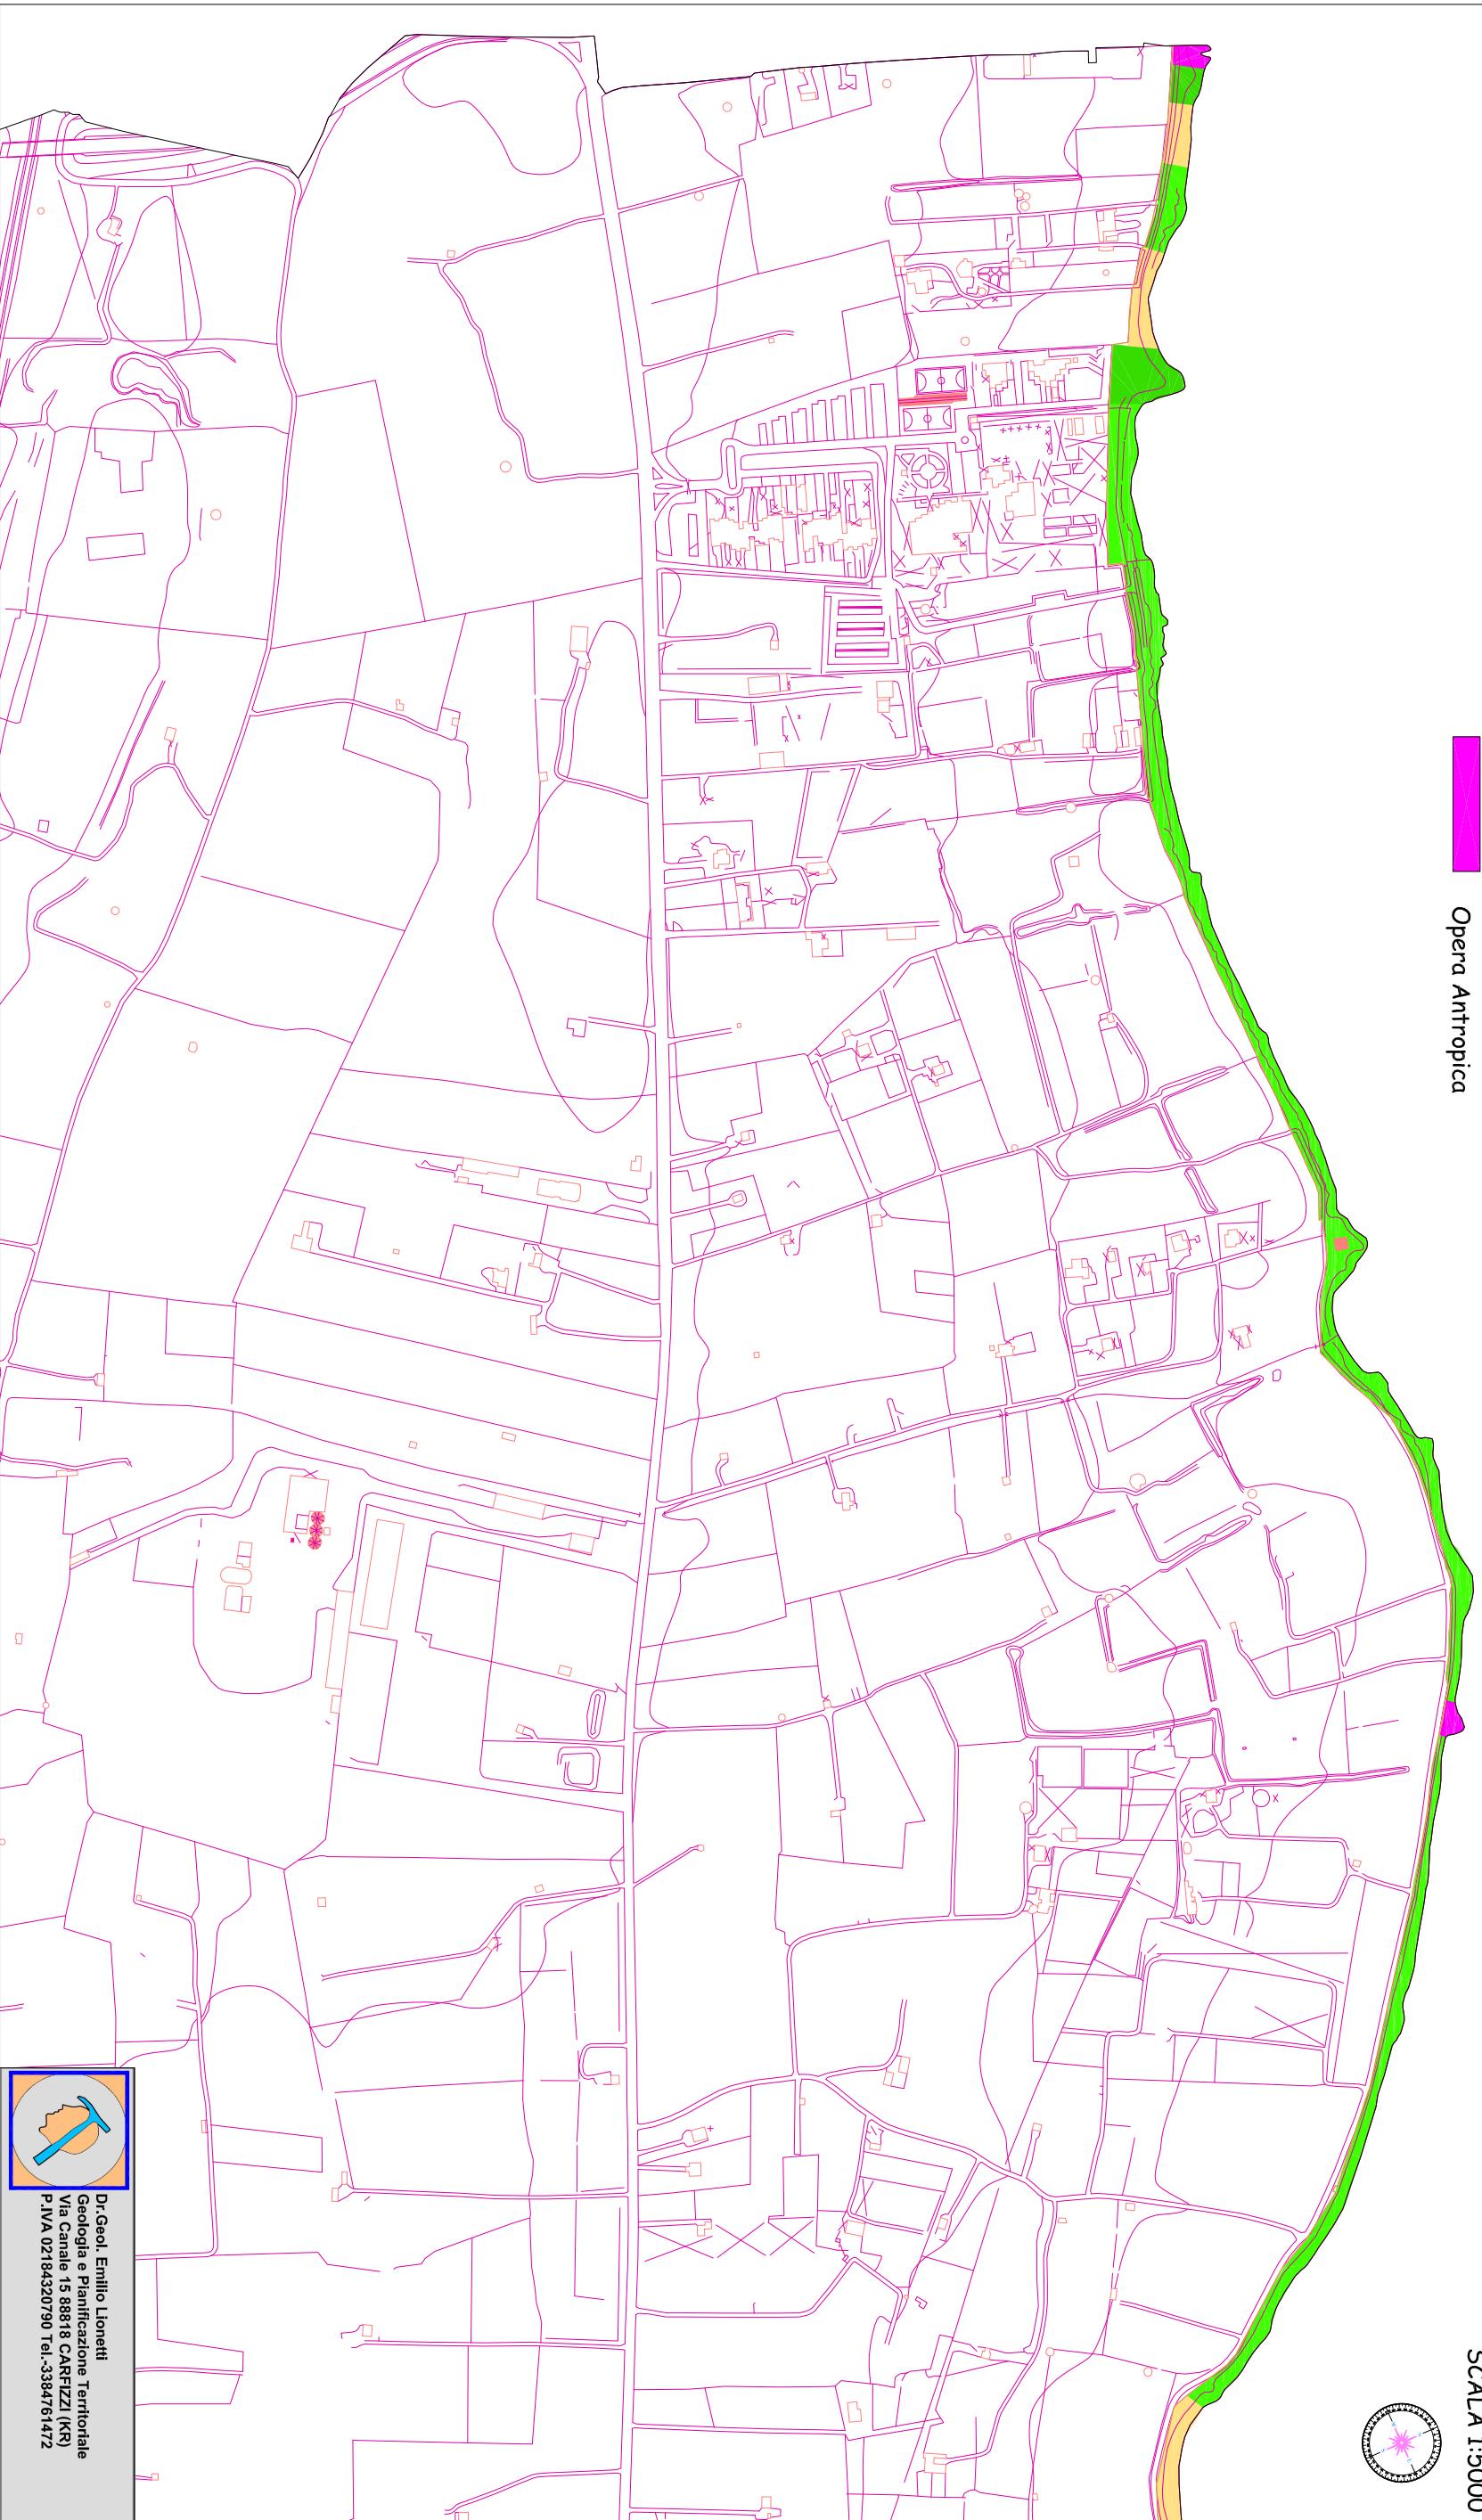 Opera Antropica
SCALA 1:5000
Dr.Geol. Emilio Lionetti
Geologia e Pianificazione Territoriale
Via Canale 15 88818 CARFIZZI (KR)
P.IVA 02184320790 Tel.-3384761472